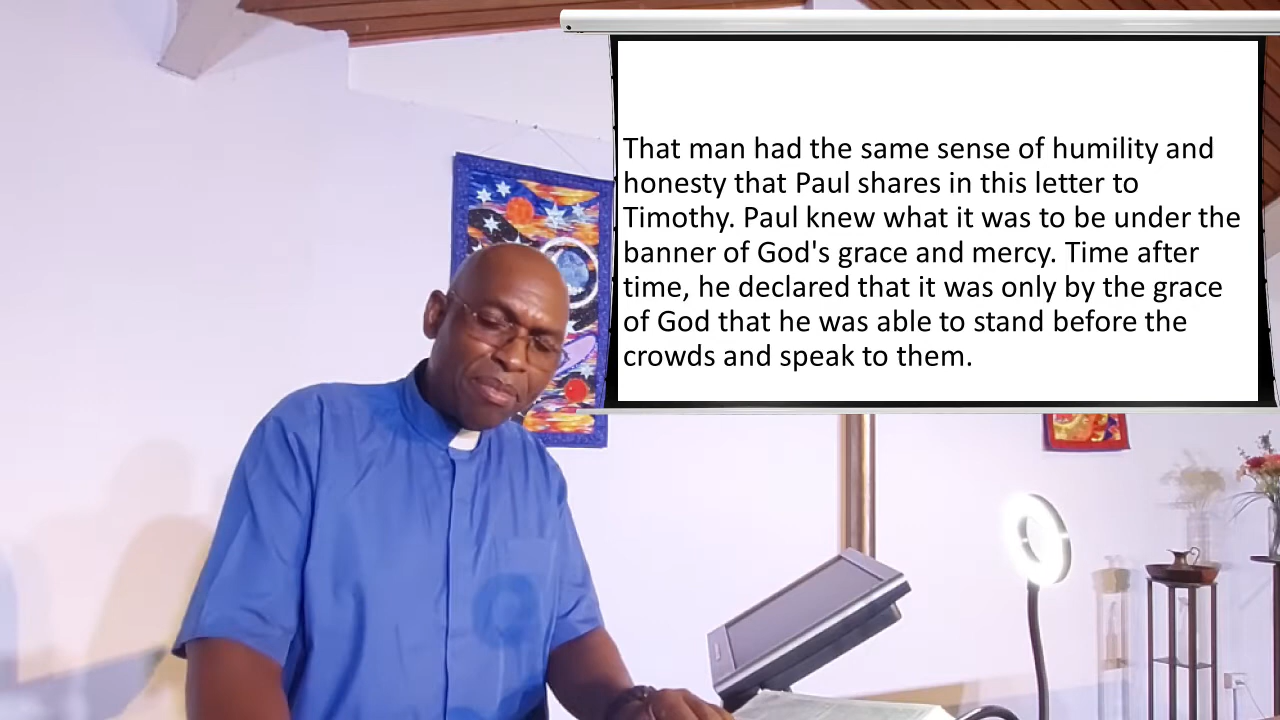 That man had the same sense of humility and
honesty that Paul shares in this letter to
Timothy. Paul knew what it was to be under the
banner of God's grace and mercy. Time after
time, he declared that it was only by the grace
of God that he was able to stand before the
crowds and speak to them.